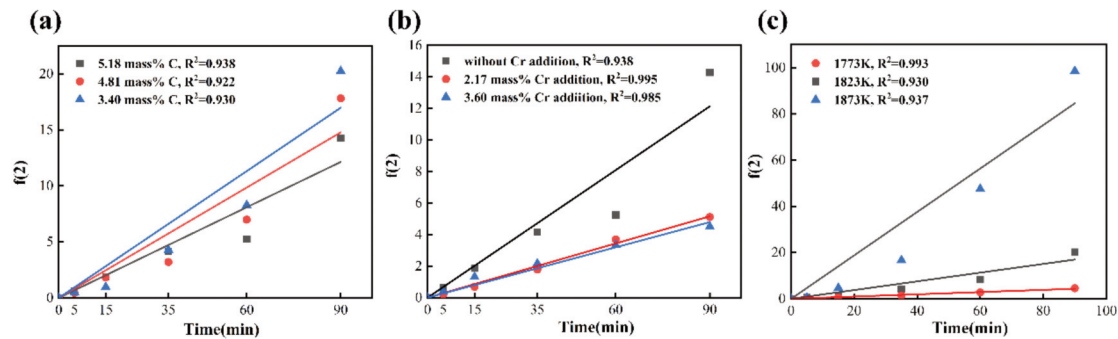 (a)
5.18 mass% C, R²=0.938
4.81 mass% C, R²=0.922
3.40 mass% C, R²=0.930
20
15
10
5
0
f(2)
0 5 15 35 60 90
Time(min)
(b)
without Cr addition, R²=0.938
2.17 mass% Cr addition, R²=0.995
3.60 mass% Cr addiition, R²=0.985
16
14
12
10
8
6
4
2
0
f(2)
0 5 15 35 60 90
Time(min)
(c)
1773K, R²=0.993
1823K, R²=0.930
1873K, R²=0.937
100
80
60
40
20
0
f(2)
0 20 40 60 80 100
Time(min)